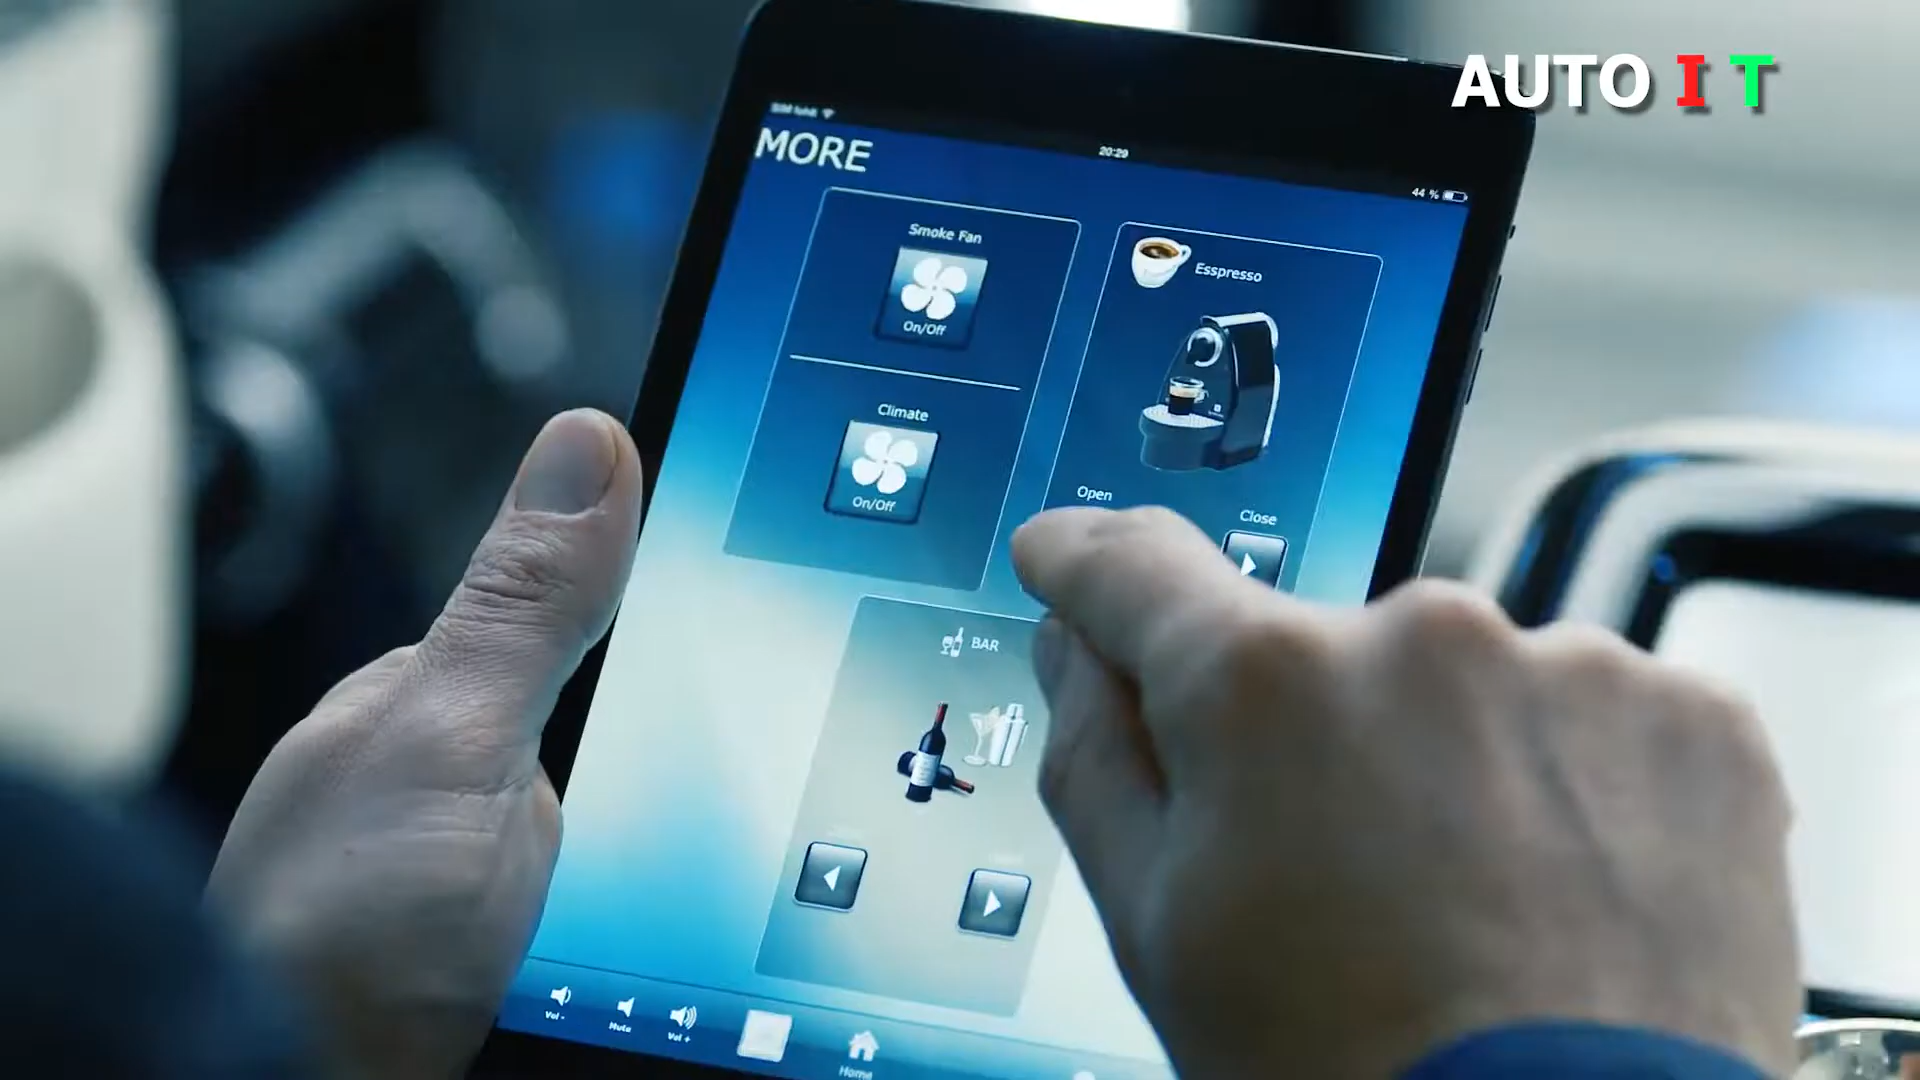 AUTO I T
MORE
20:29
44 %
Smoke Fan
On/Off
Climate
On/Off
Esspresso
Open
Close
BAR
Vol -
Mute
Vol +
Home